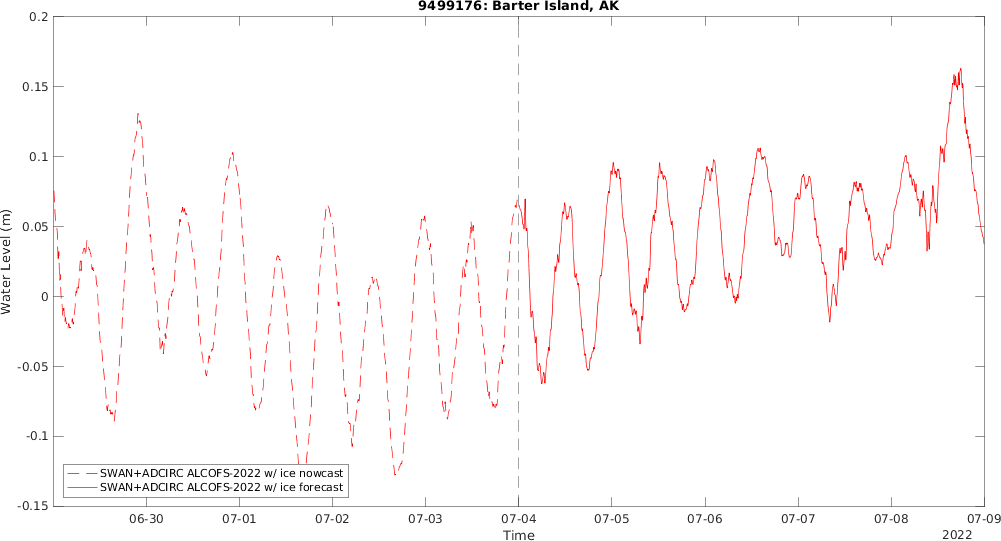 9499176: Barter Island, AK
0.2
0.15
0.1
0.05
0
-0.05
-0.1
-0.15
Water Level (m)
SWAN+ADCIRC ALCOFS-2022 w/ ice nowcast
SWAN+ADCIRC ALCOFS-2022 w/ ice forecast
06-30 07-01 07-02 07-03 07-04 07-05 07-06 07-07 07-08 07-09
Time
2022